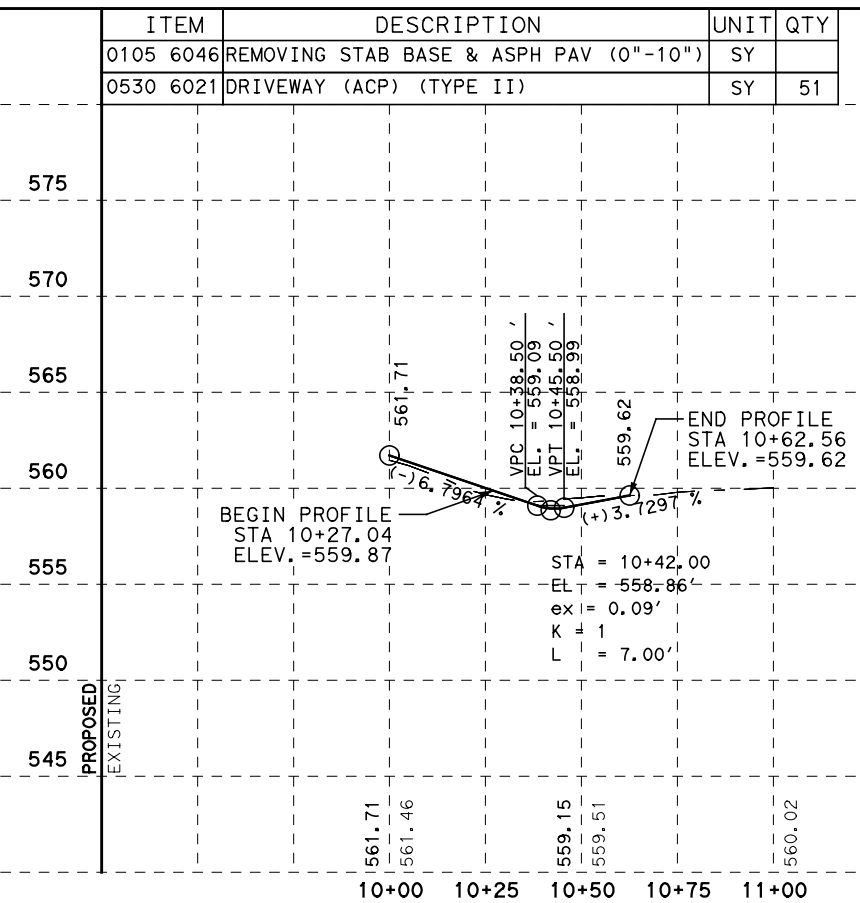 ITEM DESCRIPTION UNIT QTY
0105 6046 REMOVING STAB BASE & ASPH PAV (0"-10") SY
0530 6021 DRIVEWAY (ACP) (TYPE II) SY 51
575
570
565
560
555
550
545
PROPOSED
EXISTING
561.71
VPC 10+38.50 '
EL. = 559.09
VPT 10+45.50 '
EL. = 558.99
559.62
END PROFILE
STA 10+62.56
ELEV.=559.62
(-)6.7964 %
(+)3.7297 %
BEGIN PROFILE
STA 10+27.04
ELEV.=559.87
STA = 10+42.00
EL = 558.86'
ex = 0.09'
K = 1
L = 7.00'
561.71
561.46
559.15
559.51
560.02
10+00 10+25 10+50 10+75 11+00